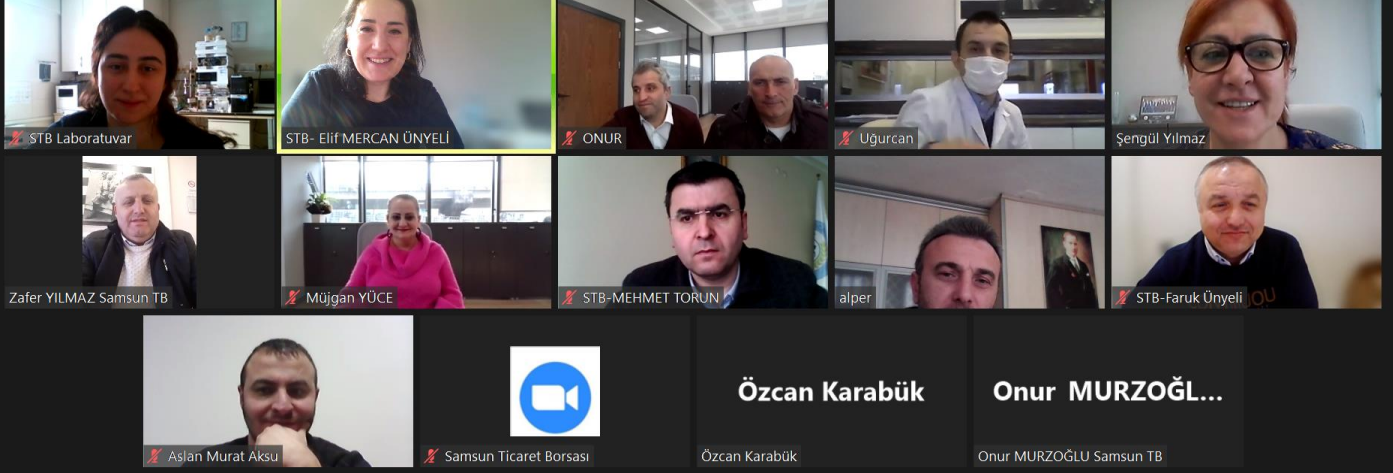 STB Laboratuvar
STB- Elif MERCAN ÜNYELİ
ONUR
Uğurcan
Şengül Yılmaz
Zafer YILMAZ Samsun TB
Müjgan YÜCE
STB-MEHMET TORUN
alper
STB-Faruk Ünyeli
Aslan Murat Aksu
Samsun Ticaret Borsası
Özcan Karabük
Özcan Karabük
Onur MURZOĞL...
Onur MURZOĞLU Samsun TB